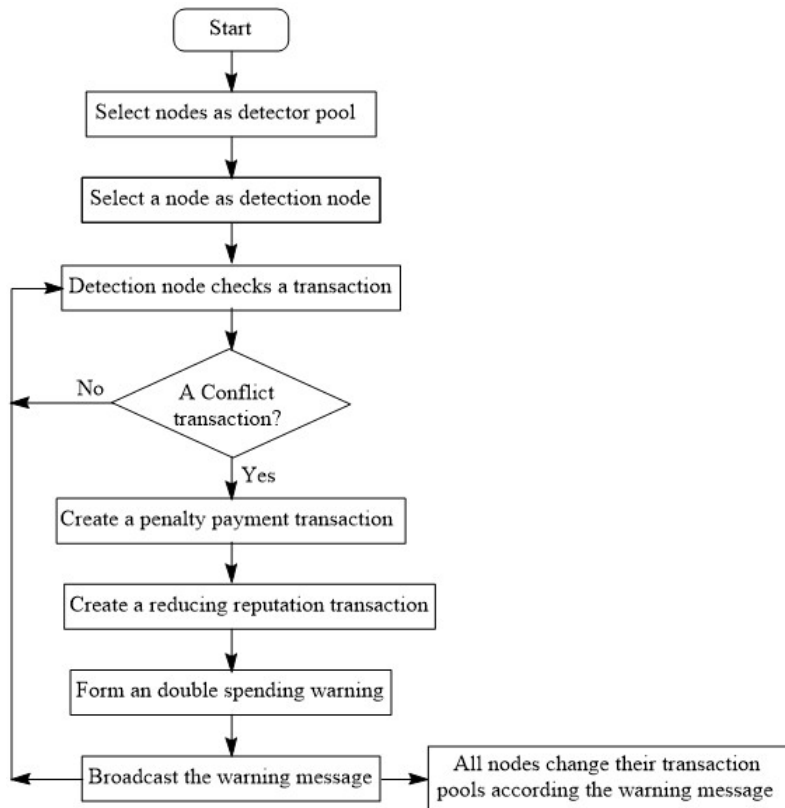 Start
Select nodes as detector pool
Select a node as detection node
Detection node checks a transaction
No
A Conflict
transaction?
Yes
Create a penalty payment transaction
Create a reducing reputation transaction
Form an double spending warning
Broadcast the warning message
All nodes change their transaction
pools according the warning message